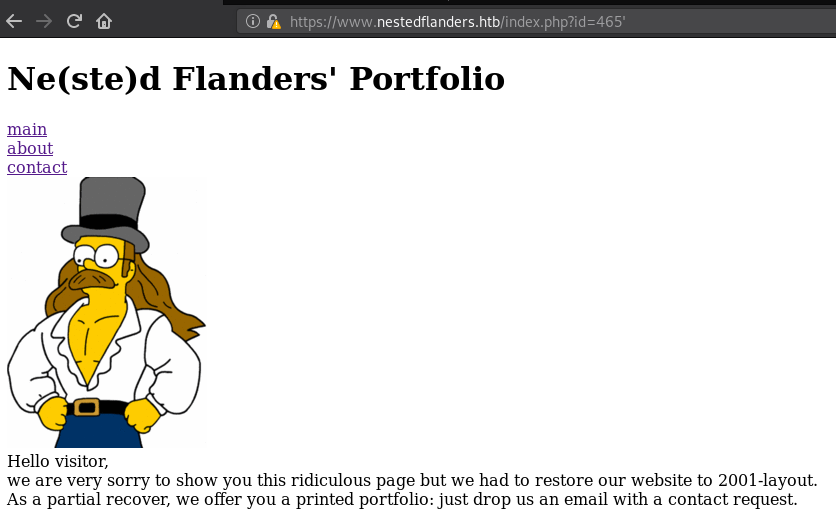 https://www.nestedflanders.htb/index.php?id=465'
Ne(ste)d Flanders' Portfolio
main
about
contact
Hello visitor,
we are very sorry to show you this ridiculous page but we had to restore our website to 2001-layout.
As a partial recover, we offer you a printed portfolio: just drop us an email with a contact request.